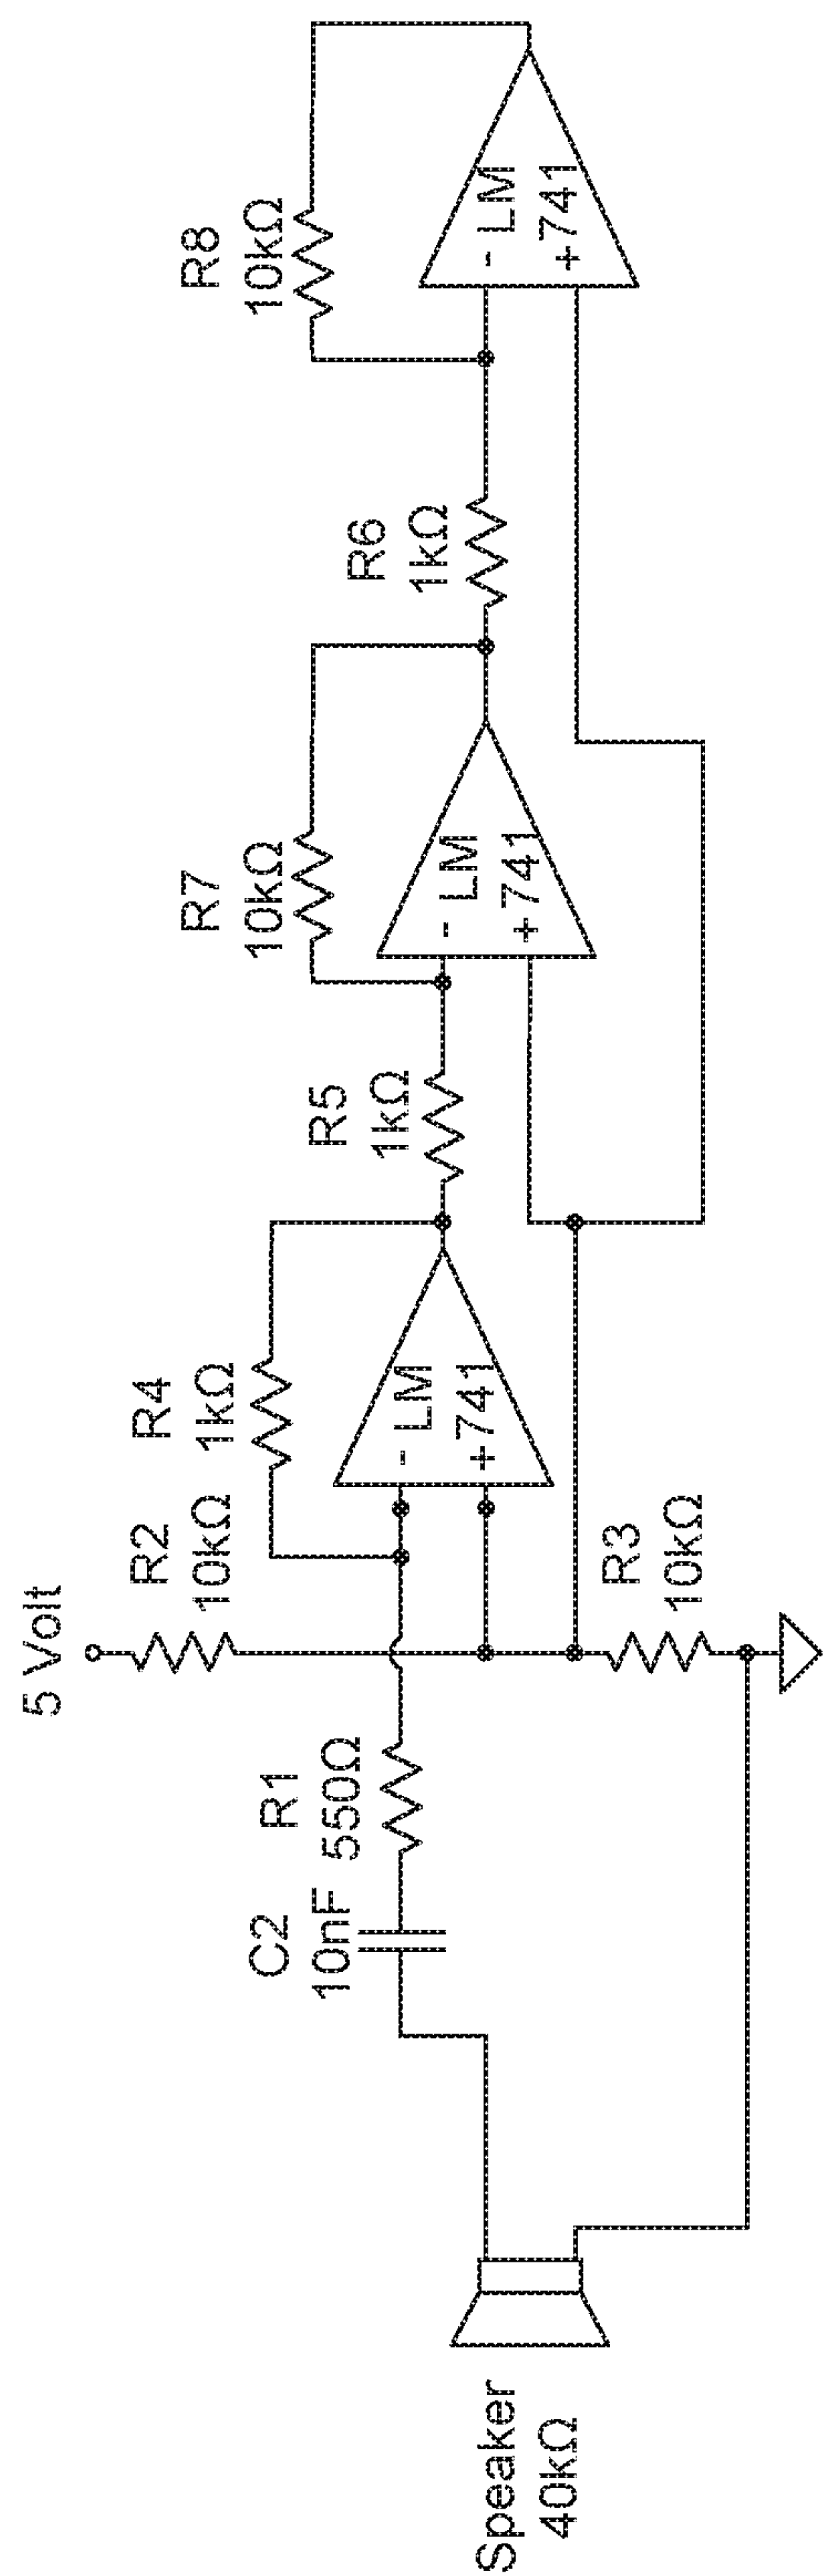 Speaker
40kΩ
C2
10nF
R1
550Ω
5 Volt
R2
10kΩ
R3
10kΩ
R4
1kΩ
- LM
+741
R5
1kΩ
R7
10kΩ
- LM
+741
R6
1kΩ
R8
10kΩ
- LM
+741